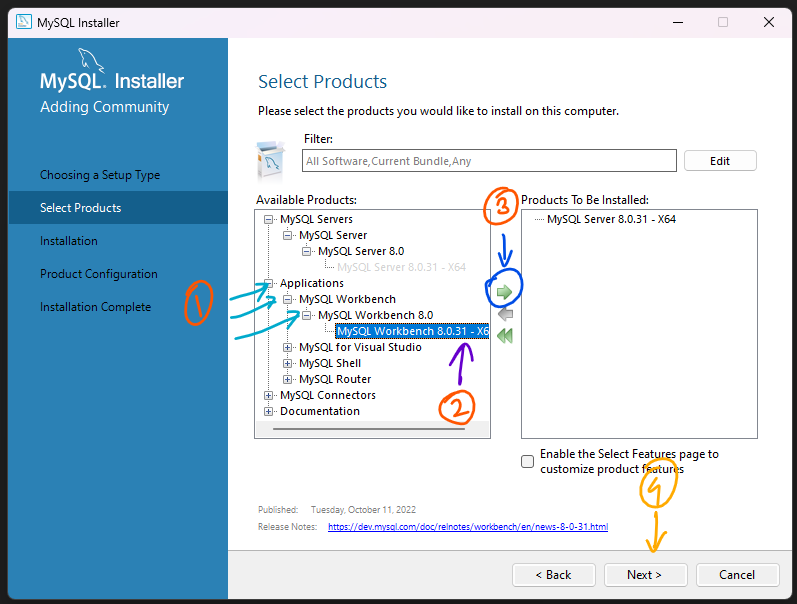 MySQL Installer
MySQL. Installer
Adding Community
Choosing a Setup Type
Select Products
Installation
Product Configuration
Installation Complete
1
Select Products
Please select the products you would like to install on this computer.
Filter:
All Software,Current Bundle,Any
Edit
Available Products:
MySQL Servers
MySQL Server
MySQL Server 8.0
MySQL Server 8.0.31 - X64
Applications
MySQL Workbench
MySQL Workbench 8.0
MySQL Workbench 8.0.31 - X6
MySQL for Visual Studio
MySQL Shell
MySQL Router
MySQL Connectors
Documentation
2
3
Products To Be Installed:
MySQL Server 8.0.31 - X64
Enable the Select Features page to
customize product features
4
Published: Tuesday, October 11, 2022
Release Notes: https://dev.mysql.com/doc/relnotes/workbench/en/news-8-0-31.html
< Back
Next >
Cancel